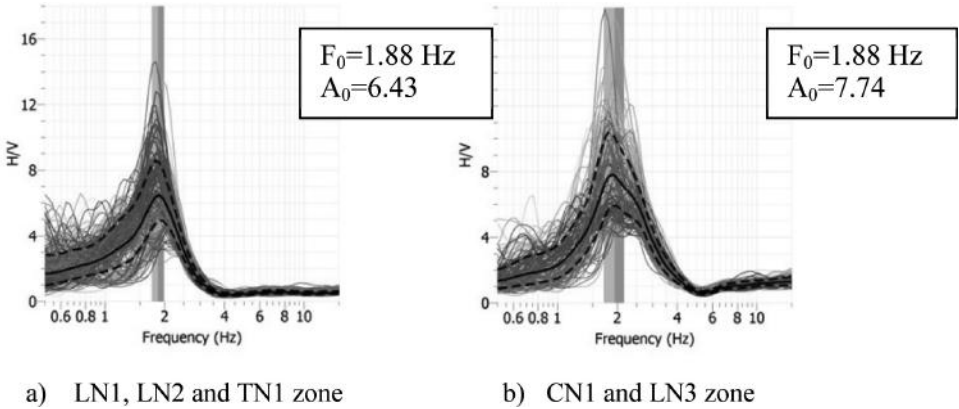 16
12
8
4
0
H/V
0.6 0.8 1 2 4 6 8 10
Frequency (Hz)
F₀=1.88 Hz
A₀=6.43
16
12
8
4
0
H/V
0.6 0.8 1 2 4 6 8 10
Frequency (Hz)
F₀=1.88 Hz
A₀=7.74
a) LN1, LN2 and TN1 zone
b) CN1 and LN3 zone